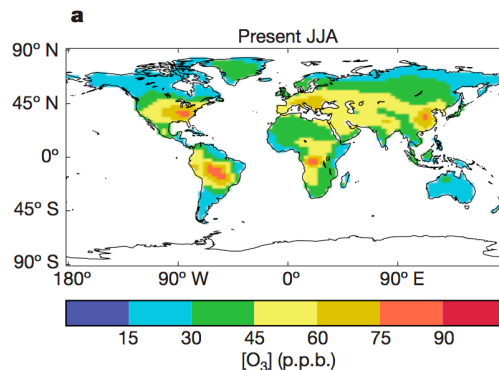 a
Present JJA
90° N
45° N
0°
45° S
90° S
180° 90° W 0° 90° E
15 30 45 60 75 90
[O₃] (p.p.b.)